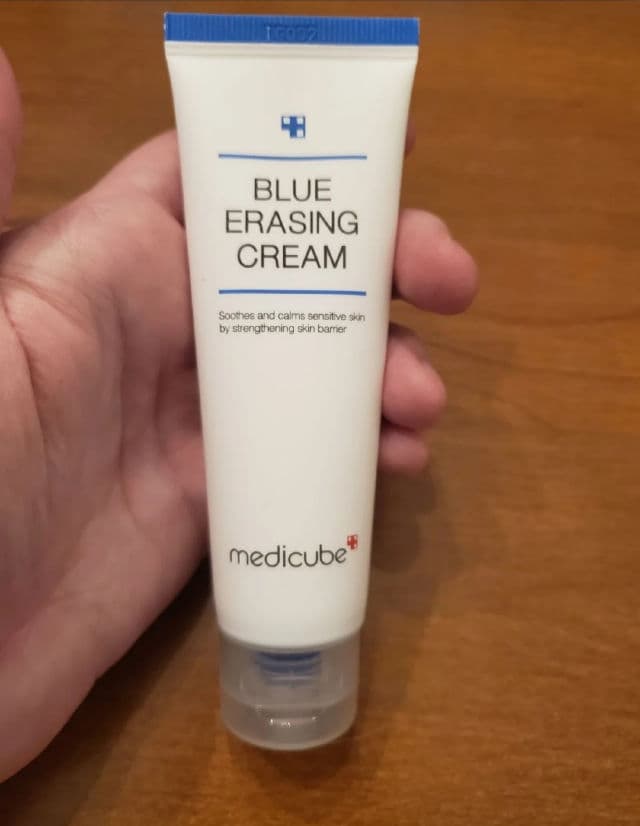 BLUE
ERASING
CREAM
Soothes and calms sensitive skin
by strengthening skin barrier
medicube